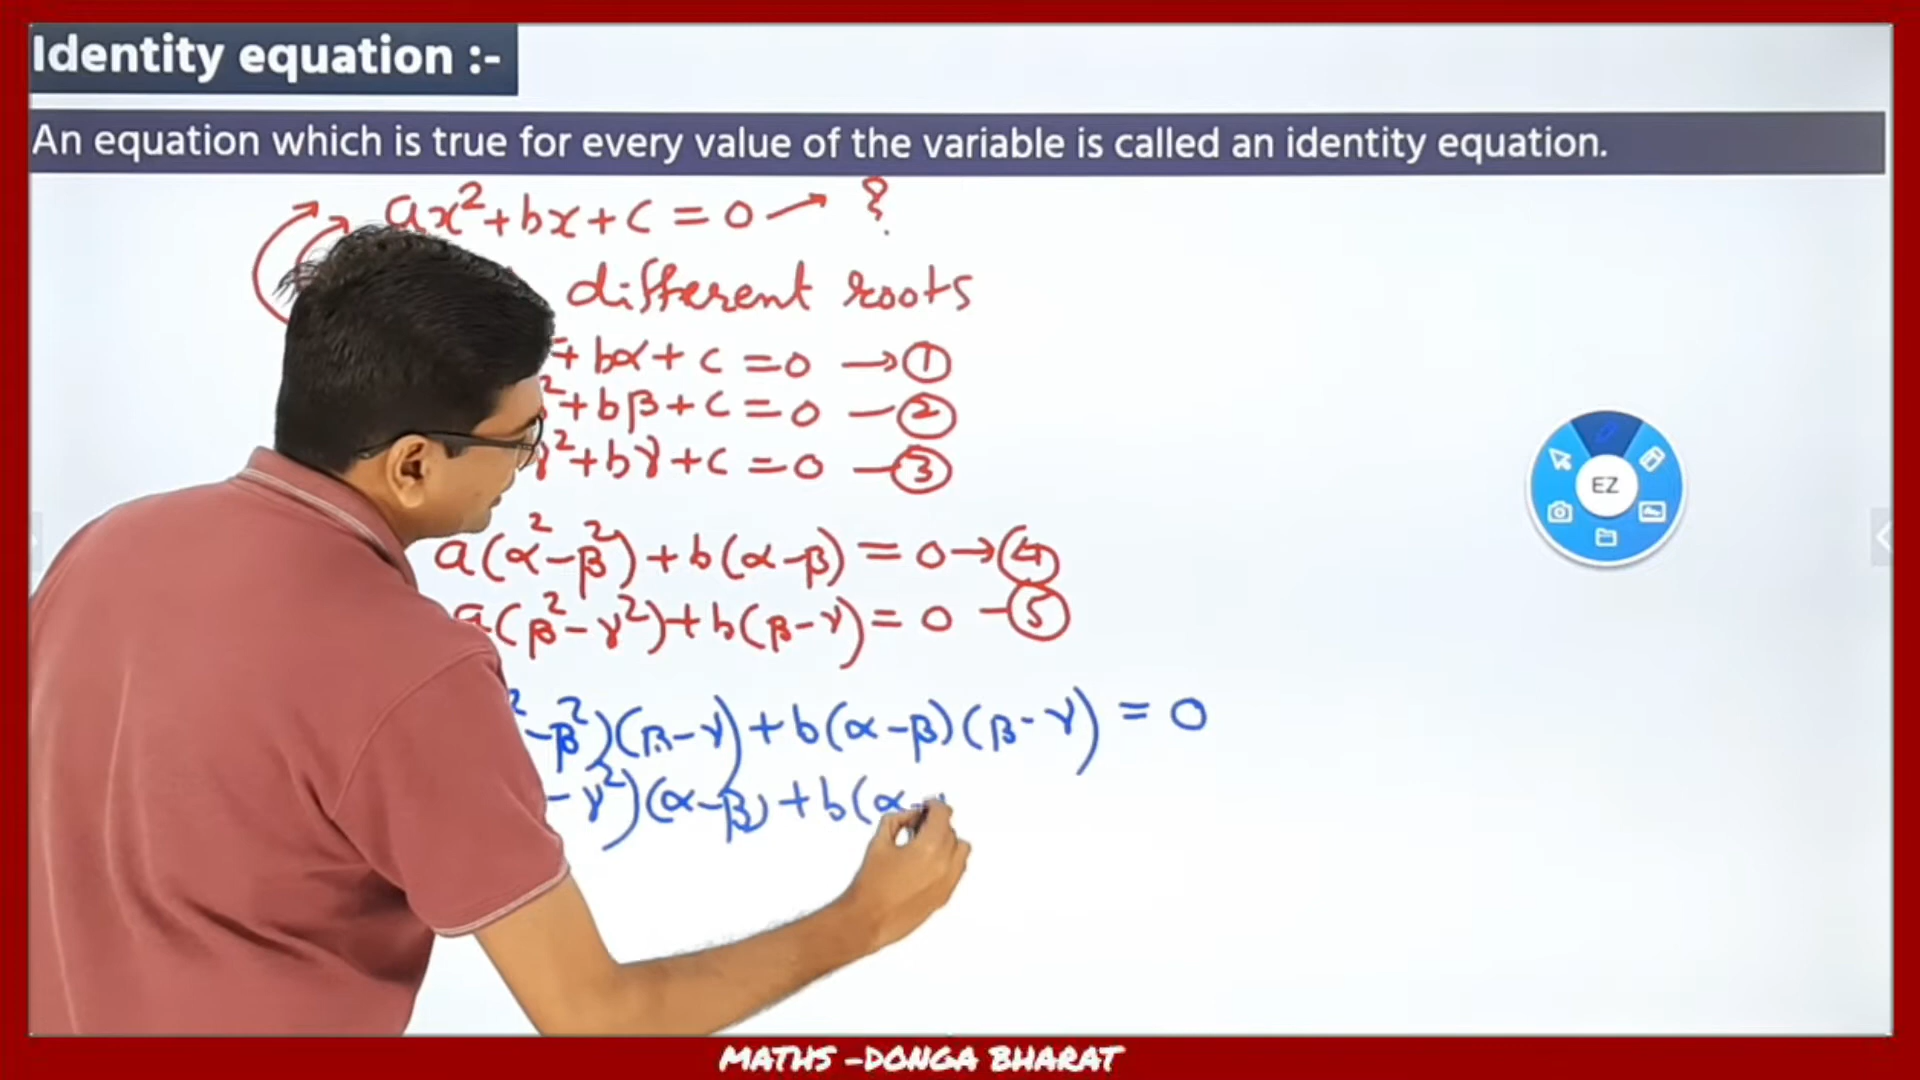 Identity equation :-
An equation which is true for every value of the variable is called an identity equation.
ax²+bx+c = 0 → ?
different roots
+ bα + c = 0 → ①
²+bβ+c = 0 – ②
γ²+bγ+c = 0 – ③
a(α²-β²)+b(α-β) = 0 → ④
a(β²-γ²)+b(β-γ) = 0 – ⑤
²-β²)(β-γ)+b(α-β)(β-γ) = 0
-γ²)(α-β)+b(α-
EZ
MATHS -DONGA BHARAT